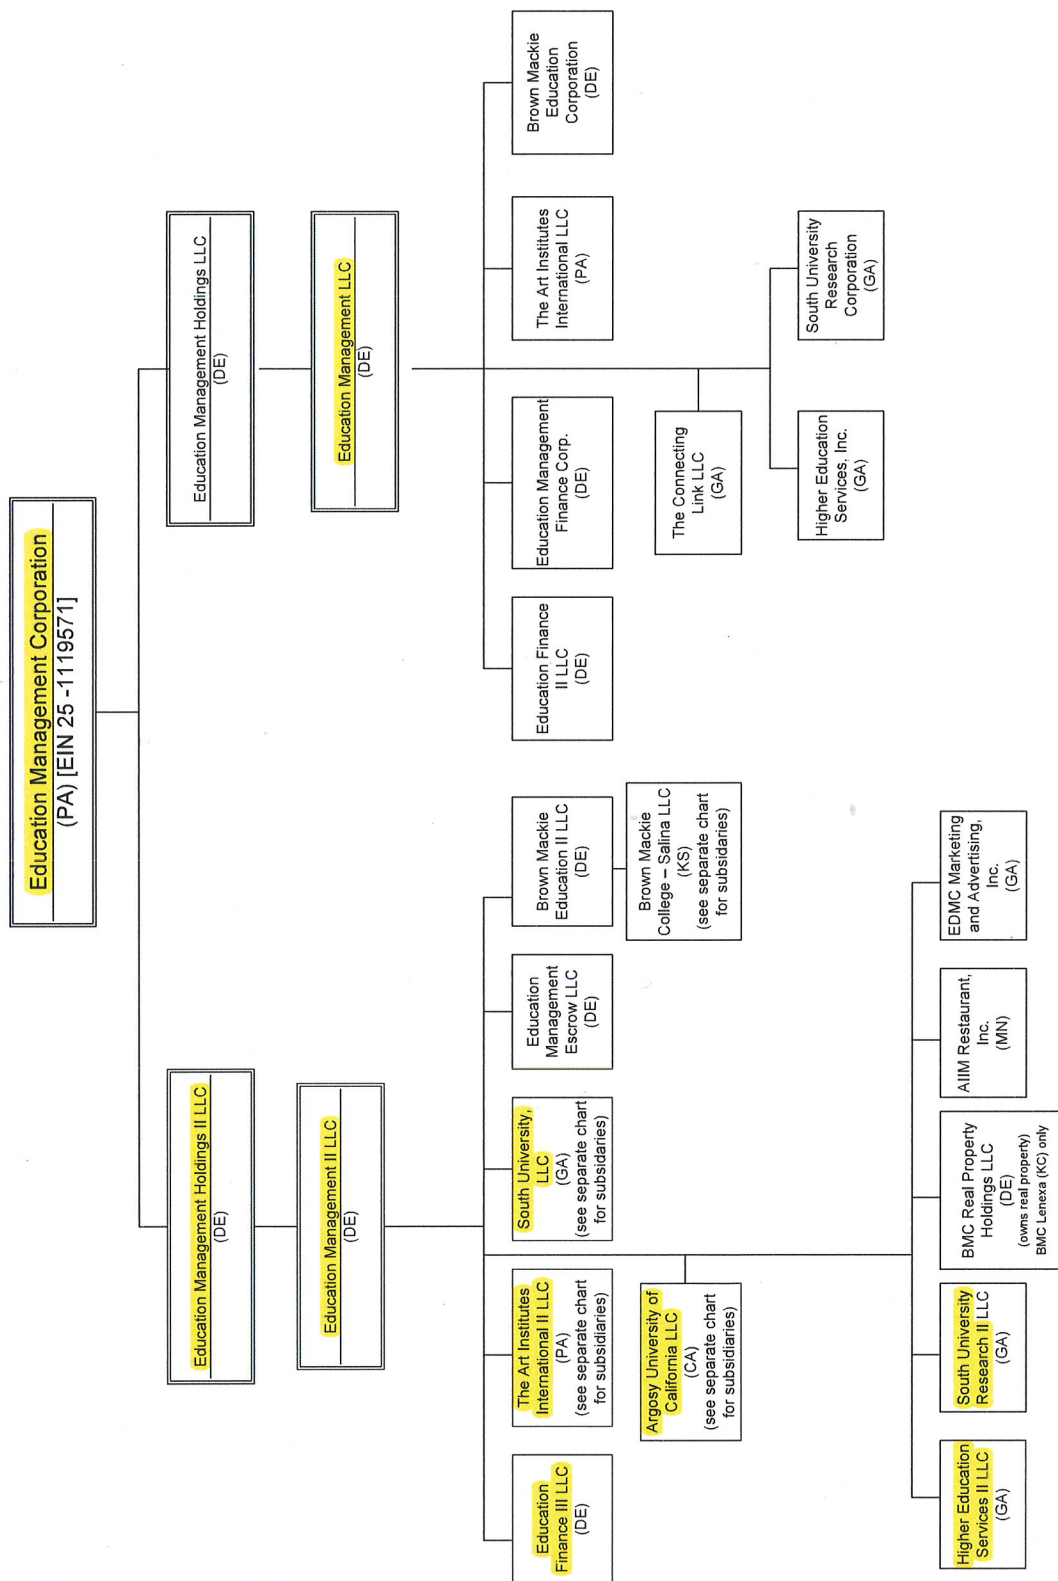 Education Management Corporation
(PA) [EIN 25 -1119571]
Education Management Holdings II LLC
(DE)
Education Management Holdings LLC
(DE)
Education Management II LLC
(DE)
Education Management LLC
(DE)
Education
Finance III LLC
(DE)
The Art Institutes
International II LLC
(PA)
(see separate chart
for subsidiaries)
South University,
LLC
(GA)
(see separate chart
for subsidaries)
Education
Management
Escrow LLC
(DE)
Brown Mackie
Education II LLC
(DE)
Education Finance
II LLC
(DE)
Education Management
Finance Corp.
(DE)
The Art Institutes
International LLC
(PA)
Brown Mackie
Education
Corporation
(DE)
Argosy University of
California LLC
(CA)
(see separate chart
for subsidiaries)
Brown Mackie
College – Salina LLC
(KS)
(see separate chart
for subsidaries)
The Connecting
Link LLC
(GA)
Higher Education
Services, Inc.
(GA)
South University
Research
Corporation
(GA)
Higher Education
Services II LLC
(GA)
South University
Research II LLC
(GA)
BMC Real Property
Holdings LLC
(DE)
(owns real property)
BMC Lenexa (KC) only
AIIM Restaurant,
Inc.
(MN)
EDMC Marketing
and Advertising,
Inc.
(GA)